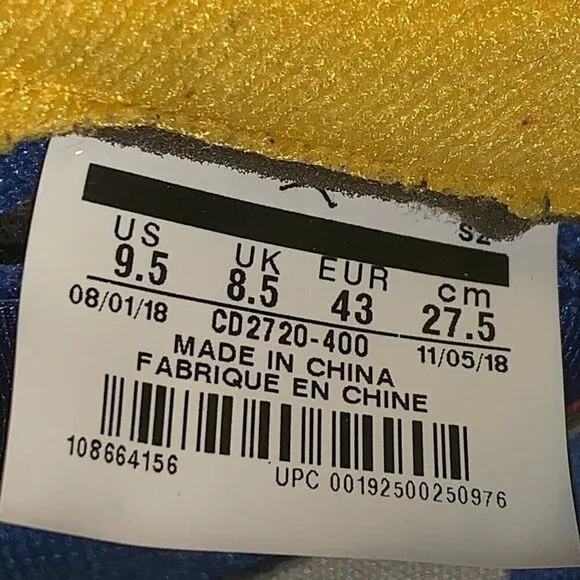 SZ
US UK EUR cm
9.5 8.5 43 27.5
08/01/18 CD2720-400 11/05/18
MADE IN CHINA
FABRIQUE EN CHINE
108664156
UPC 00192500250976